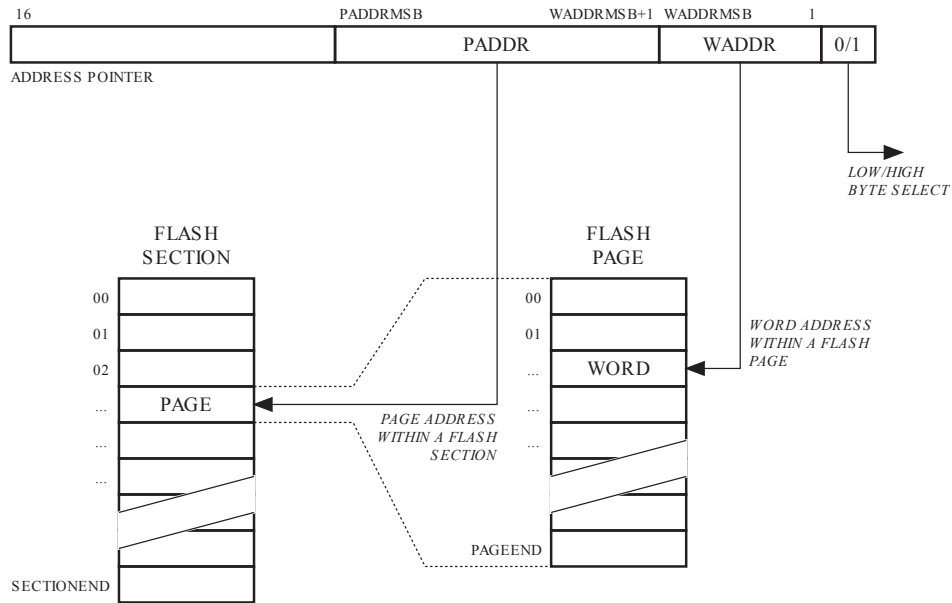 16 PADDRMSB WADDRMSB+1 WADDRMSB 1
PADDR WADDR 0/1
ADDRESS POINTER
LOW/HIGH
BYTE SELECT
FLASH
SECTION
FLASH
PAGE
00
01
02
...
...
...
SECTIONEND
PAGE
PAGE ADDRESS
WITHIN A FLASH
SECTION
00
01
...
...
...
PAGEEND
WORD
WORD ADDRESS
WITHIN A FLASH
PAGE